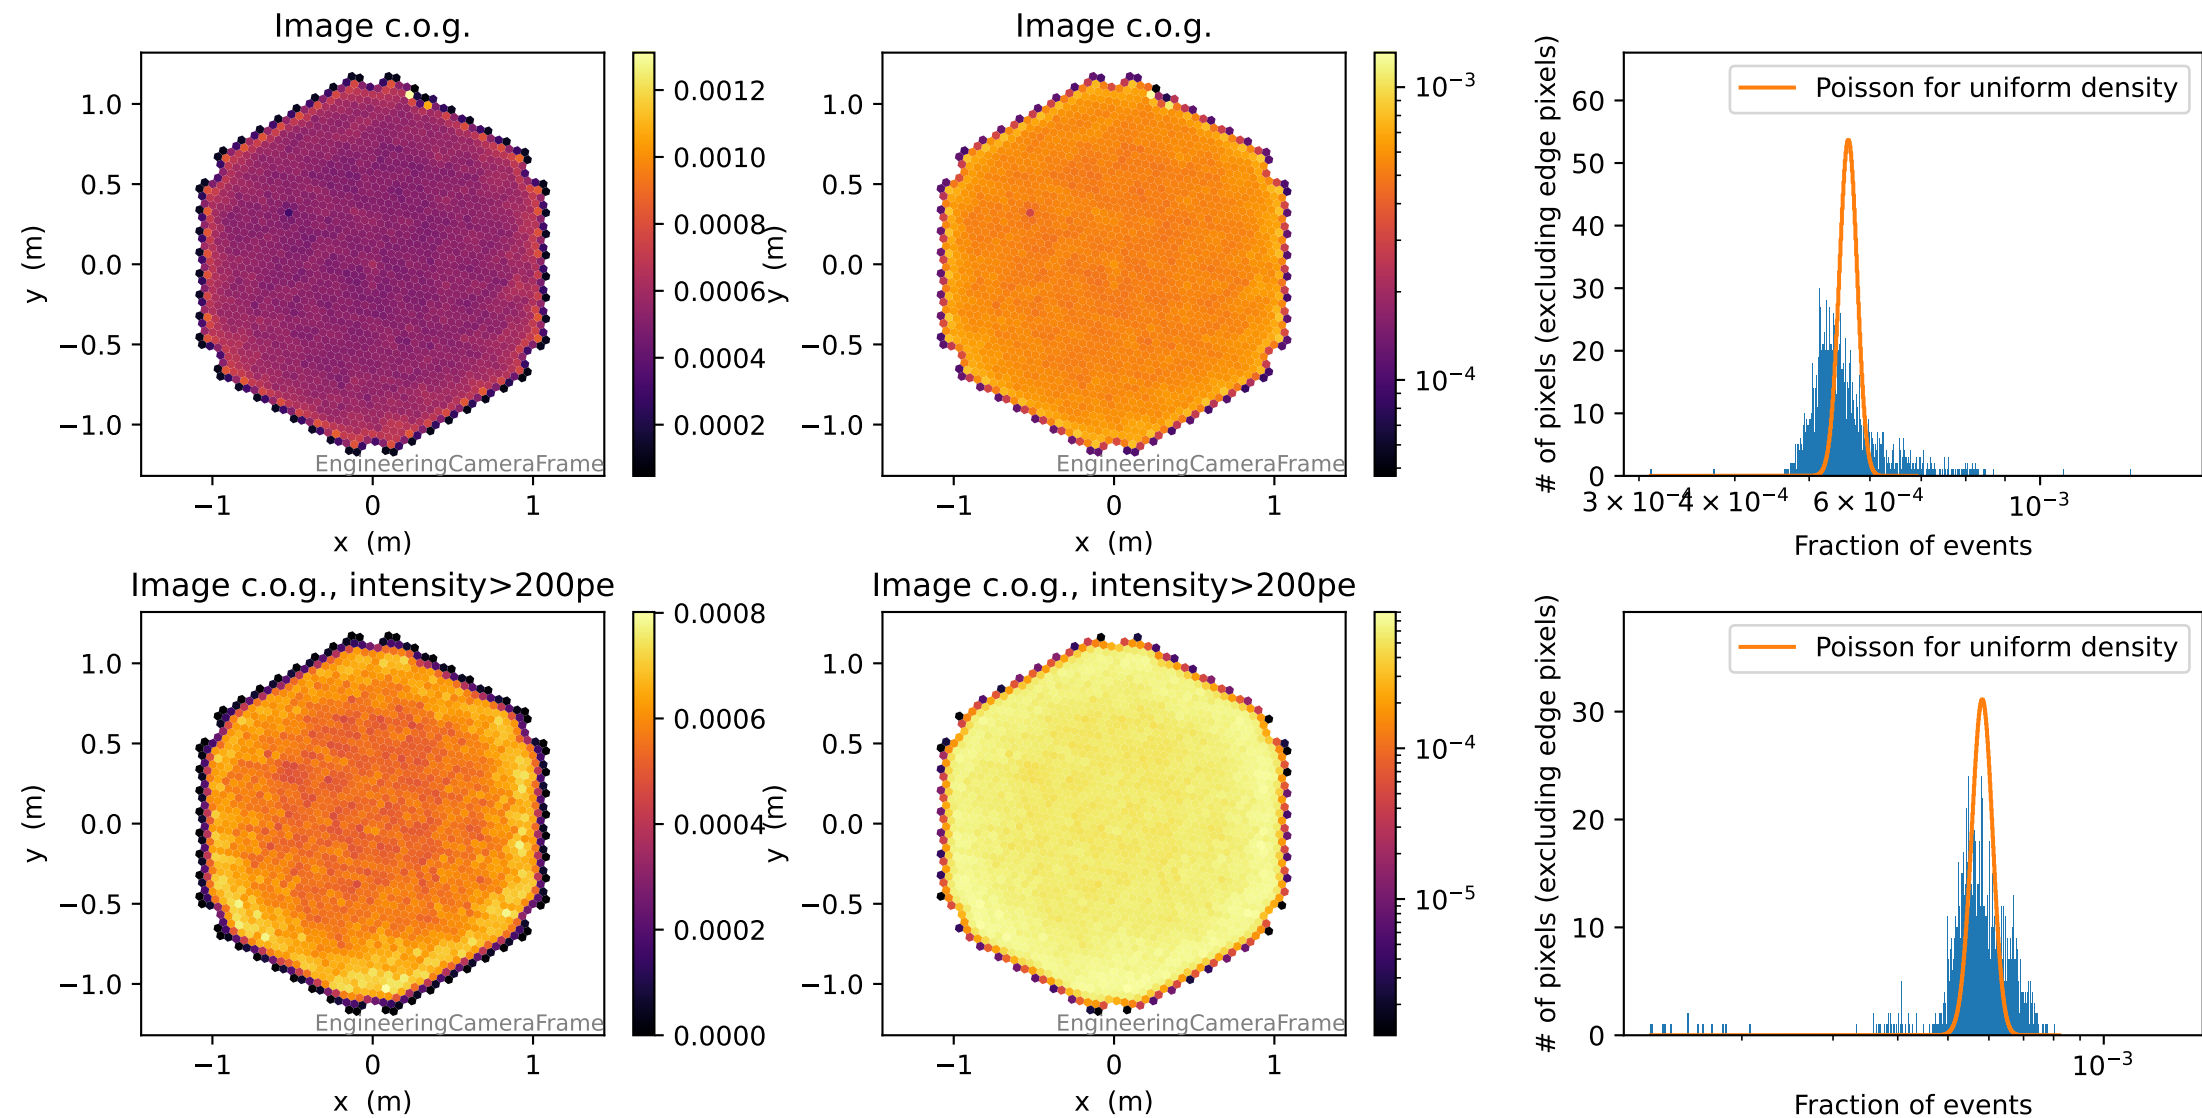 Image c.o.g.
1.0
0.5
0.0
−0.5
−1.0
y (m)
EngineeringCameraFrame
−1 0 1
x (m)
0.0012
0.0010
0.0008
0.0006
0.0004
0.0002
Image c.o.g.
1.0
0.5
0.0
−0.5
−1.0
y (m)
EngineeringCameraFrame
−1 0 1
x (m)
10⁻³
10⁻⁴
# of pixels (excluding edge pixels)
60
50
40
30
20
10
0
Poisson for uniform density
3 × 10⁻⁴ 4 × 10⁻⁴ 6 × 10⁻⁴ 10⁻³
Fraction of events
Image c.o.g., intensity>200pe
1.0
0.5
0.0
−0.5
−1.0
y (m)
EngineeringCameraFrame
−1 0 1
x (m)
0.0008
0.0006
0.0004
0.0002
0.0000
Image c.o.g., intensity>200pe
1.0
0.5
0.0
−0.5
−1.0
y (m)
EngineeringCameraFrame
−1 0 1
x (m)
10⁻⁴
10⁻⁵
# of pixels (excluding edge pixels)
30
20
10
0
Poisson for uniform density
10⁻³
Fraction of events